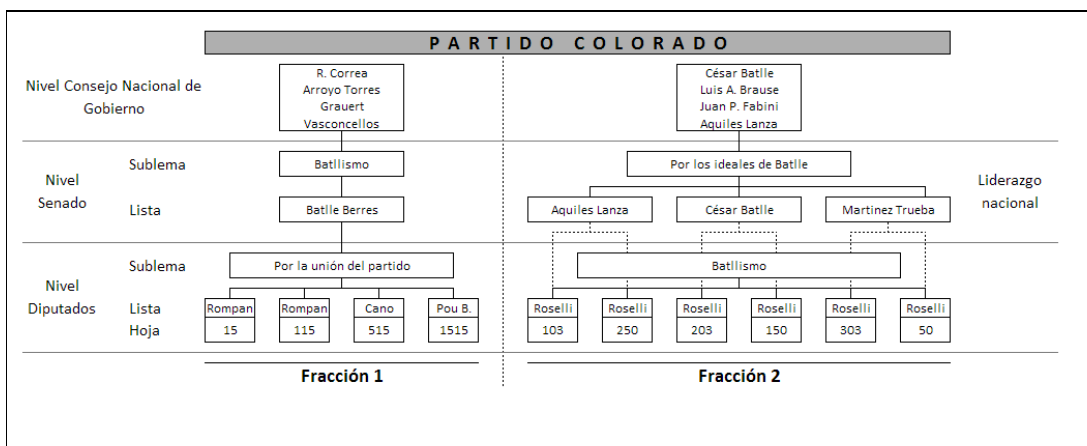 PARTIDO COLORADO
Nivel Consejo Nacional de
Gobierno
R. Correa
Arroyo Torres
Grauert
Vasconcellos
César Batlle
Luis A. Brause
Juan P. Fabini
Aquiles Lanza
Nivel
Senado
Sublema
Batllismo
Por los ideales de Batlle
Lista
Batlle Berres
Aquiles Lanza
César Batlle
Martinez Trueba
Liderazgo
nacional
Nivel
Diputados
Sublema
Por la unión del partido
Batllismo
Lista
Rompan
Rompan
Cano
Pou B.
Roselli
Roselli
Roselli
Roselli
Roselli
Roselli
Hoja
15
115
515
1515
103
250
203
150
303
50
Fracción 1
Fracción 2